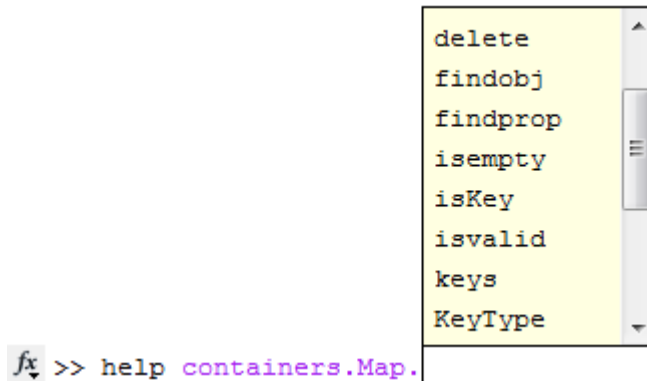 delete
findobj
findprop
isempty
isKey
isvalid
keys
KeyType
fx >> help containers.Map.